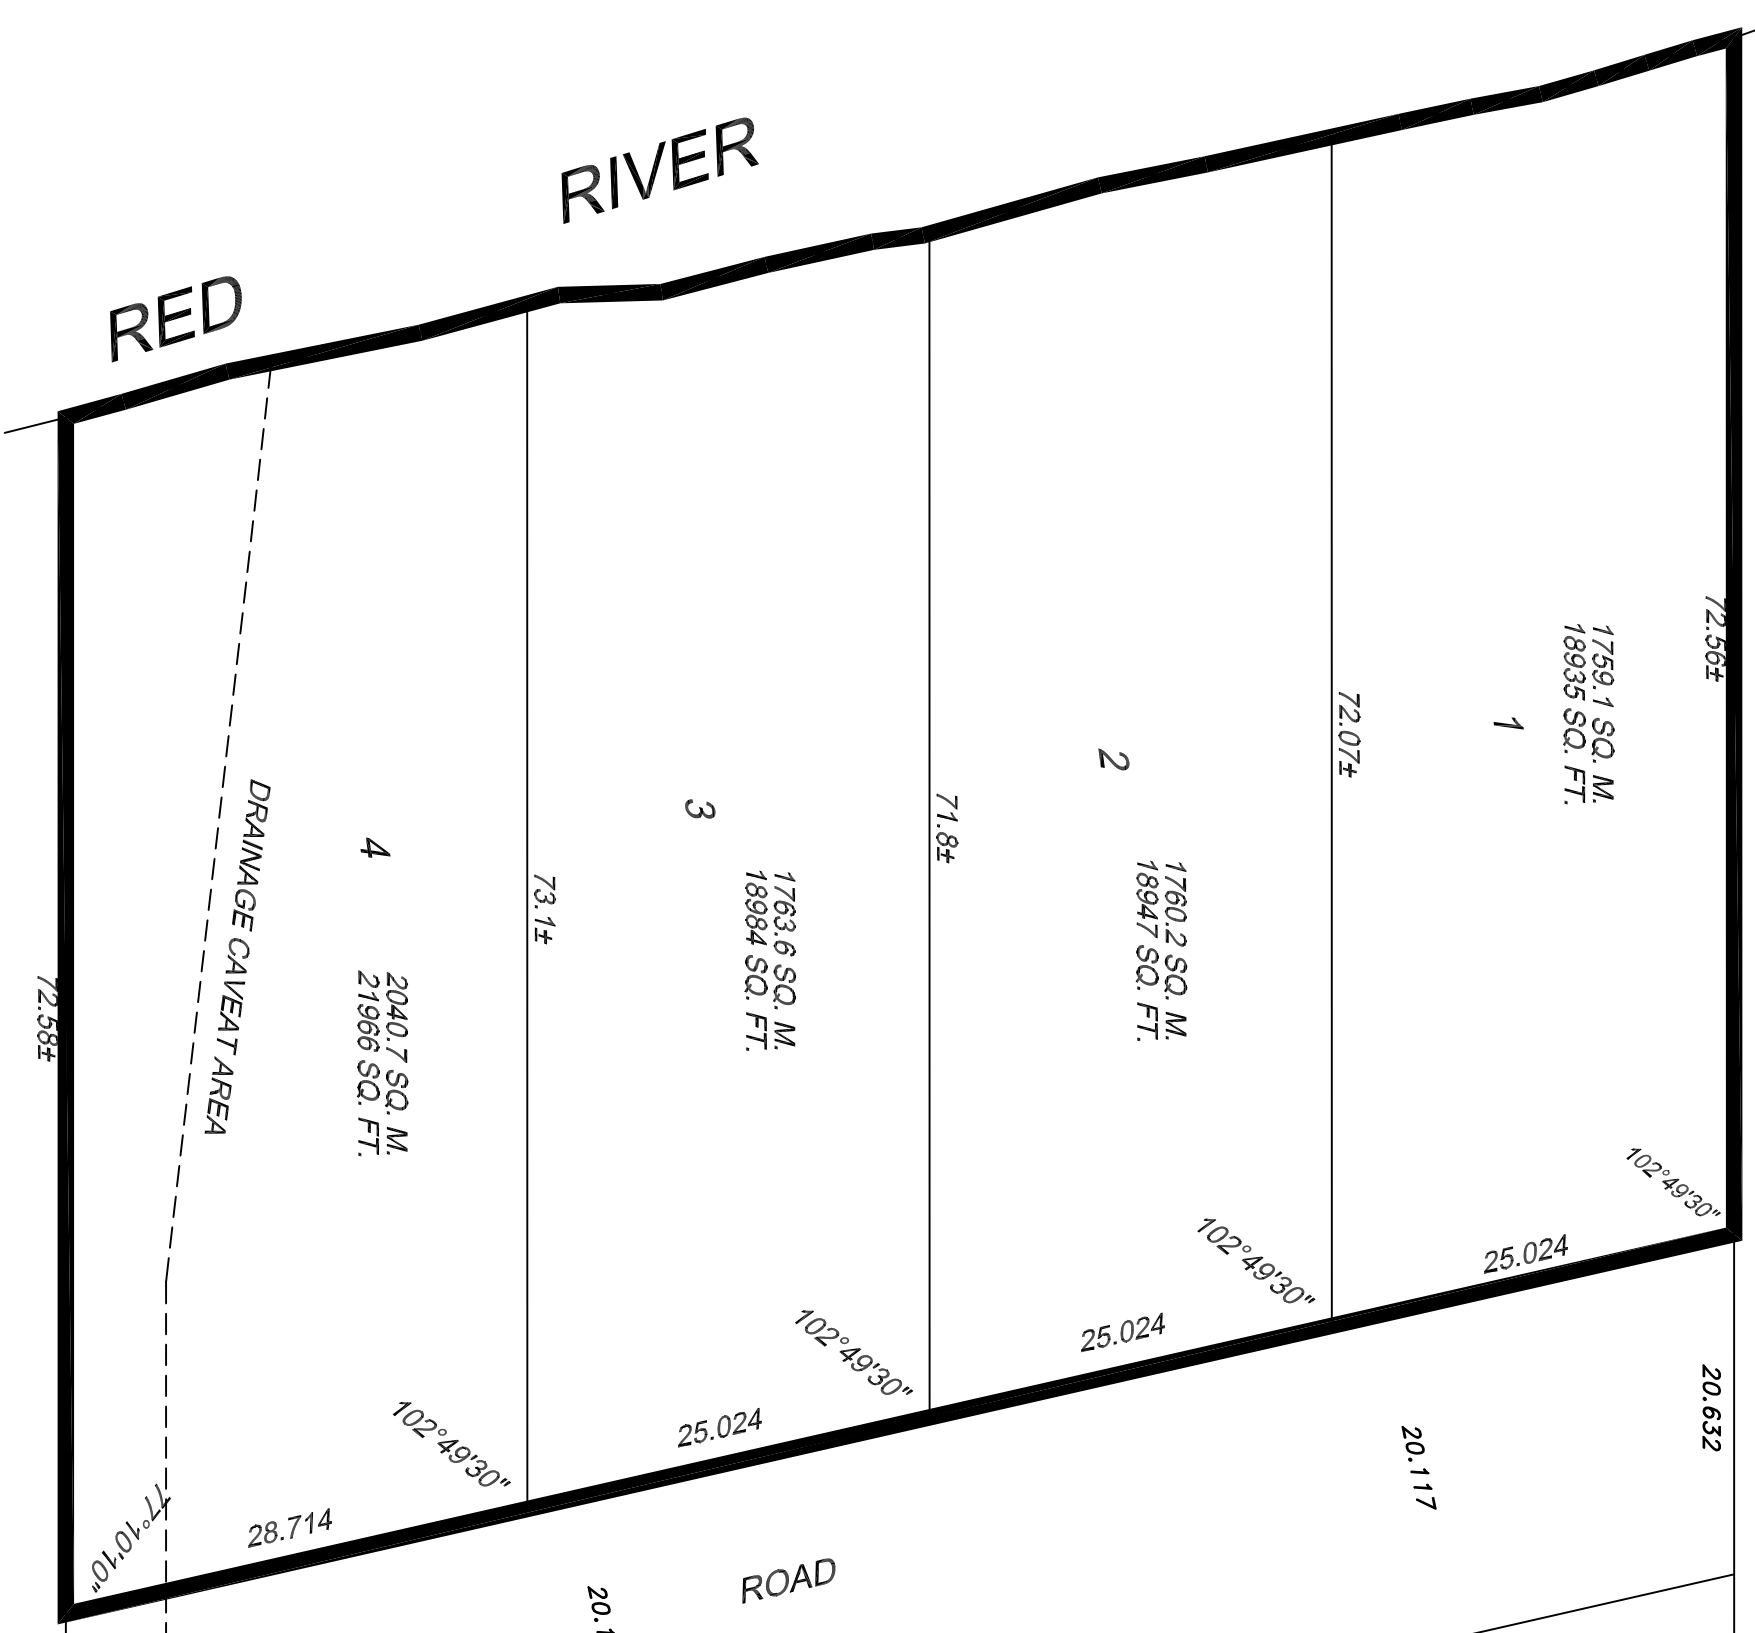 RED RIVER
72.56±
1759.1 SQ. M.
18935 SQ. FT.
1
72.07±
2
1760.2 SQ. M.
18947 SQ. FT.
71.8±
3
1763.6 SQ. M.
18984 SQ. FT.
73.1±
4
2040.7 SQ. M.
21966 SQ. FT.
DRAINAGE CAVEAT AREA
72.58±
102°49'30"
25.024
102°49'30"
25.024
102°49'30"
25.024
102°49'30"
28.714
77°10'10"
20.632
20.117
ROAD
20.1